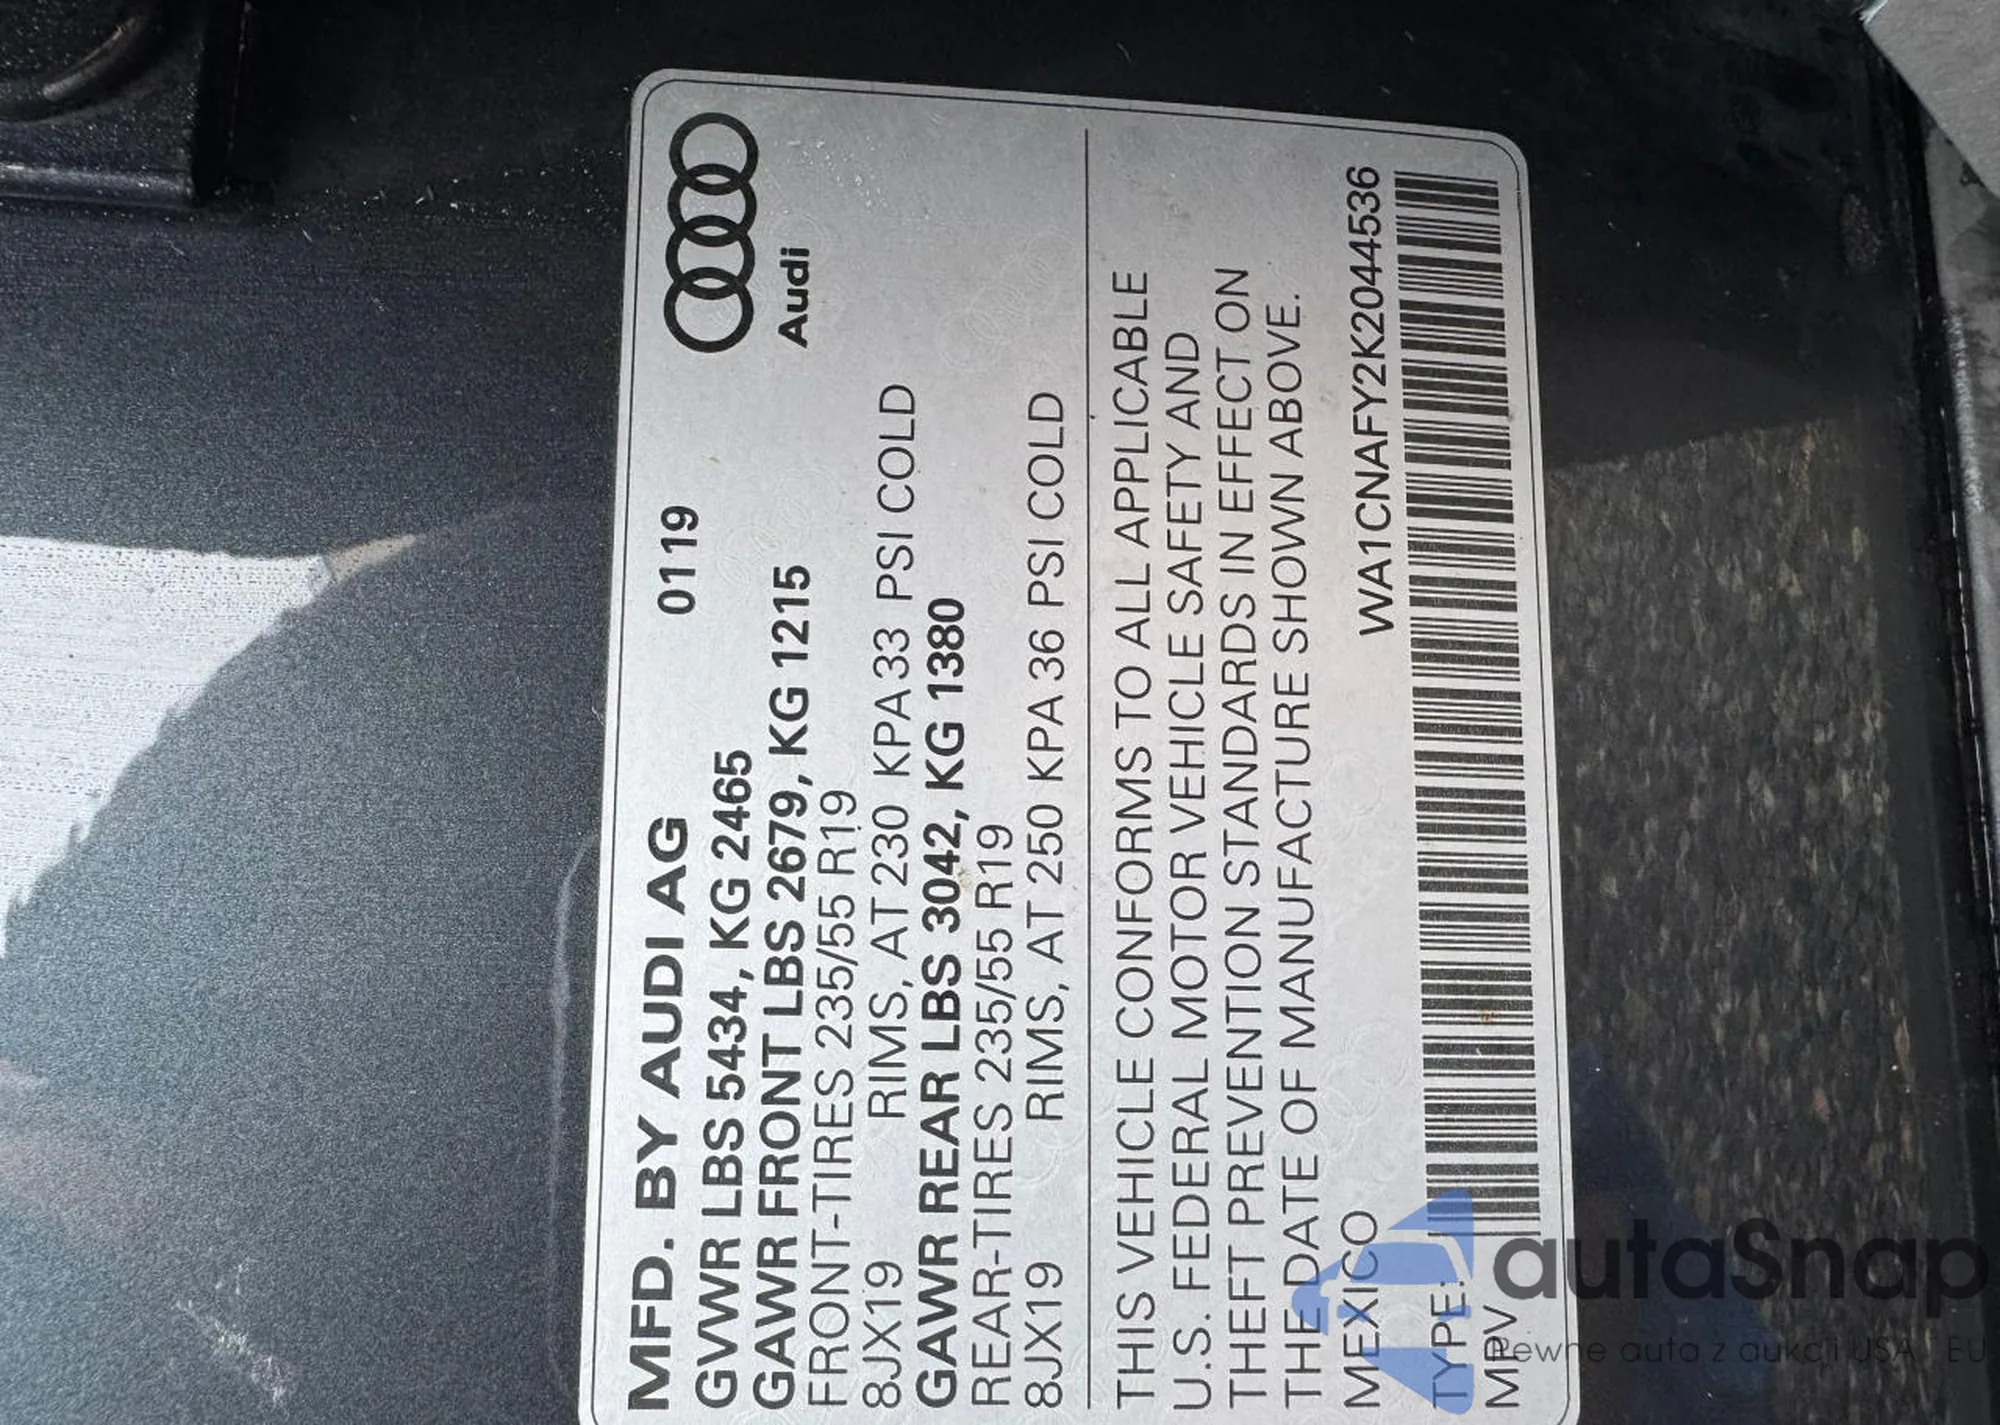 MFD. BY AUDI AG 0119
Audi
GVWR LBS 5434, KG 2465
GAWR FRONT LBS 2679, KG 1215
FRONT-TIRES 235/55 R19
8JX19 RIMS, AT 230 KPA 33 PSI COLD
GAWR REAR LBS 3042, KG 1380
REAR-TIRES 235/55 R19
8JX19 RIMS, AT 250 KPA 36 PSI COLD
THIS VEHICLE CONFORMS TO ALL APPLICABLE
U.S. FEDERAL MOTOR VEHICLE SAFETY AND
THEFT PREVENTION STANDARDS IN EFFECT ON
THE DATE OF MANUFACTURE SHOWN ABOVE.
MEXICO WA1CNAFY2K2044536
TYPE:
MPV
autaSnap
Pewne auta z aukcji USA i EU